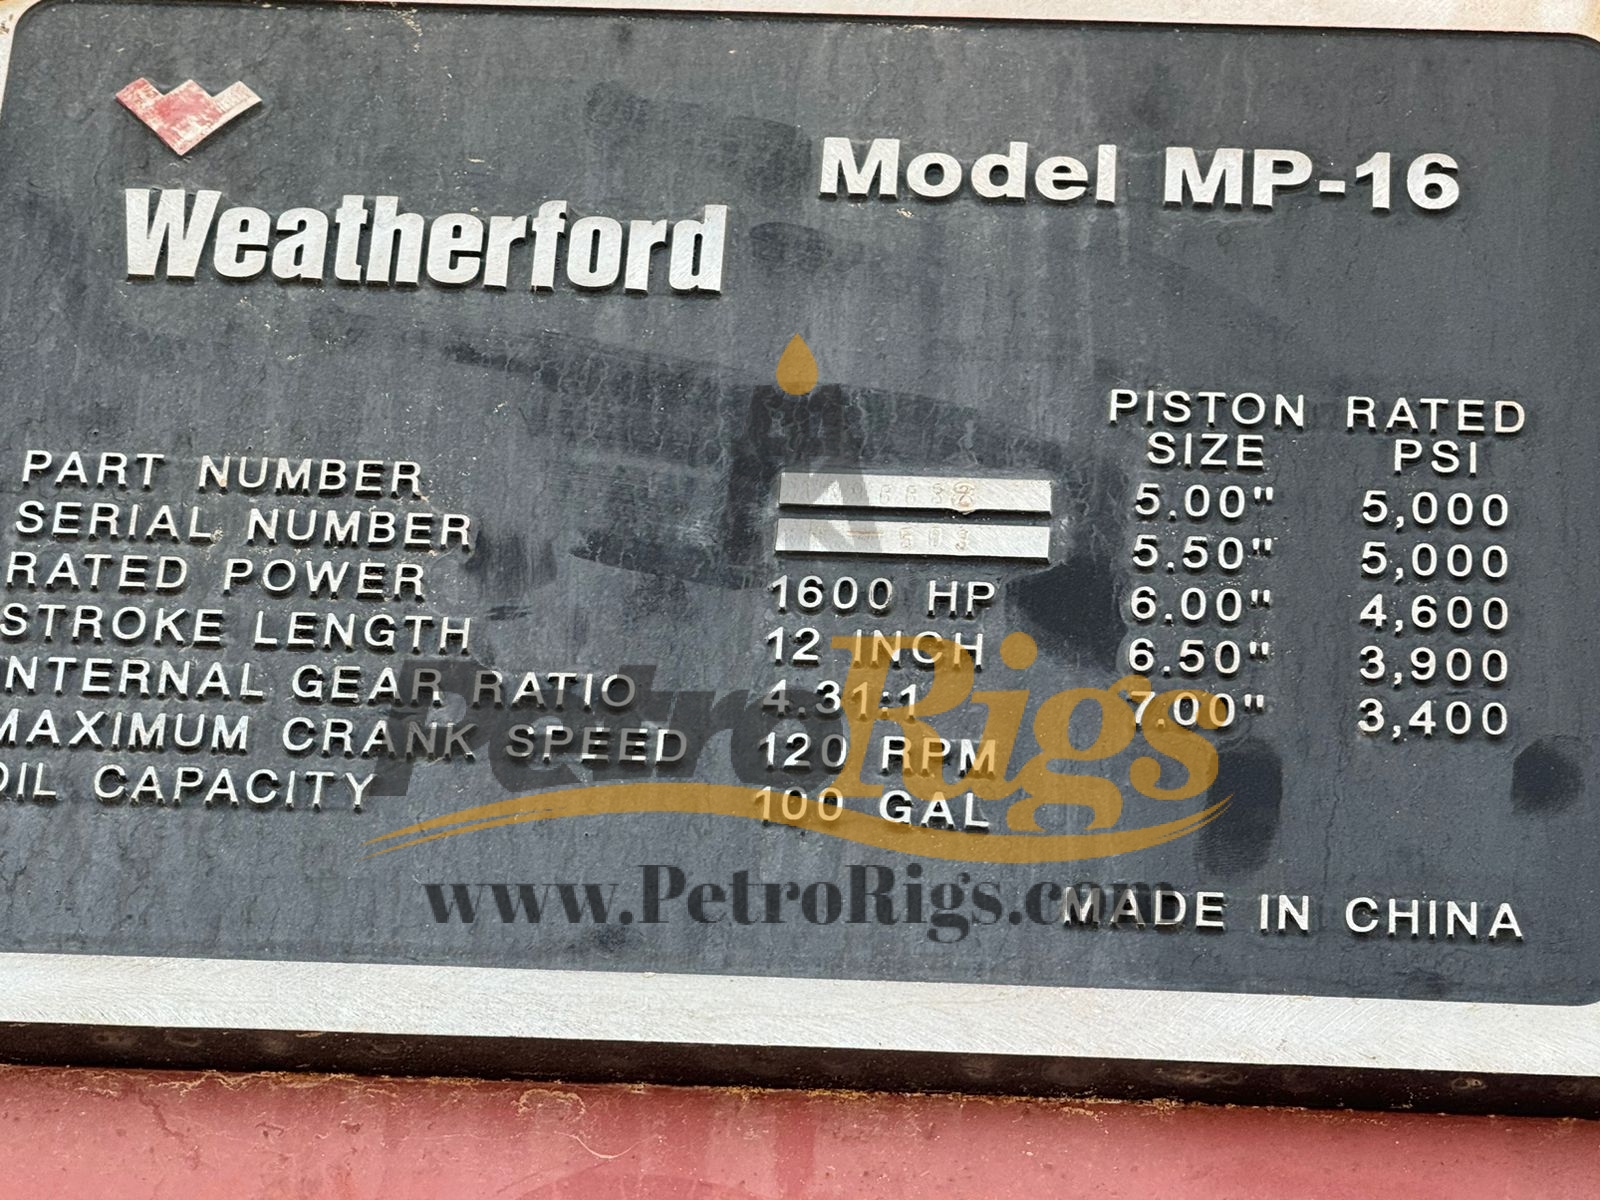 Weatherford
Model MP-16
PISTON RATED
SIZE PSI
5.00" 5,000
5.50" 5,000
6.00" 4,600
6.50" 3,900
7.00" 3,400
PART NUMBER
SERIAL NUMBER
RATED POWER 1600 HP
STROKE LENGTH 12 INCH
INTERNAL GEAR RATIO 4.31:1
MAXIMUM CRANK SPEED 120 RPM
OIL CAPACITY 100 GAL
PetroRigs
www.PetroRigs.com
MADE IN CHINA